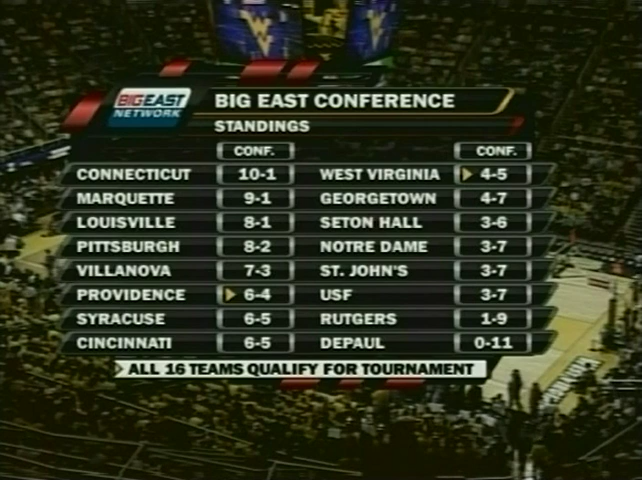 BIG EAST
NETWORK
BIG EAST CONFERENCE
STANDINGS
CONF. CONF.
CONNECTICUT 10-1 WEST VIRGINIA 4-5
MARQUETTE 9-1 GEORGETOWN 4-7
LOUISVILLE 8-1 SETON HALL 3-6
PITTSBURGH 8-2 NOTRE DAME 3-7
VILLANOVA 7-3 ST. JOHN'S 3-7
PROVIDENCE 6-4 USF 3-7
SYRACUSE 6-5 RUTGERS 1-9
CINCINNATI 6-5 DEPAUL 0-11
ALL 16 TEAMS QUALIFY FOR TOURNAMENT